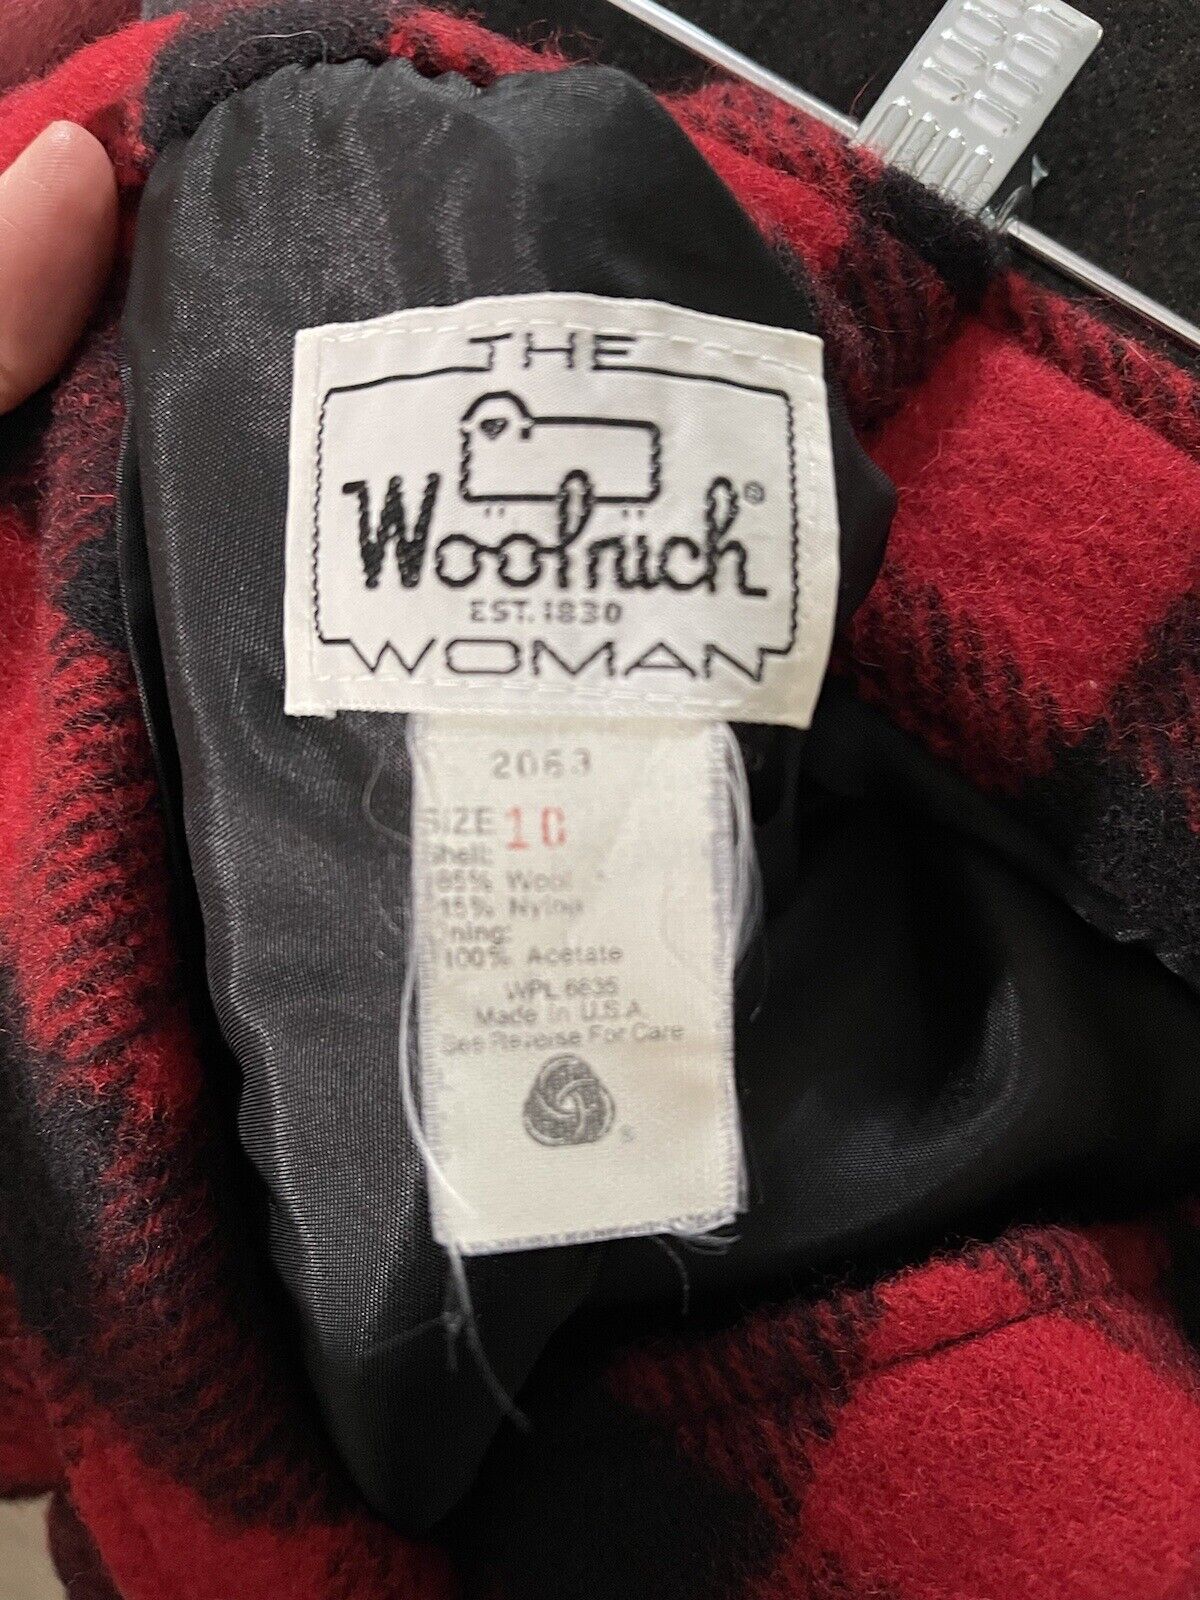 THE
Woolrich®
EST. 1830
WOMAN
2063
SIZE 10
Shell:
85% Wool
15% Nylon
Lining:
100% Acetate
WPL 6635
Made in U.S.A.
See Reverse For Care